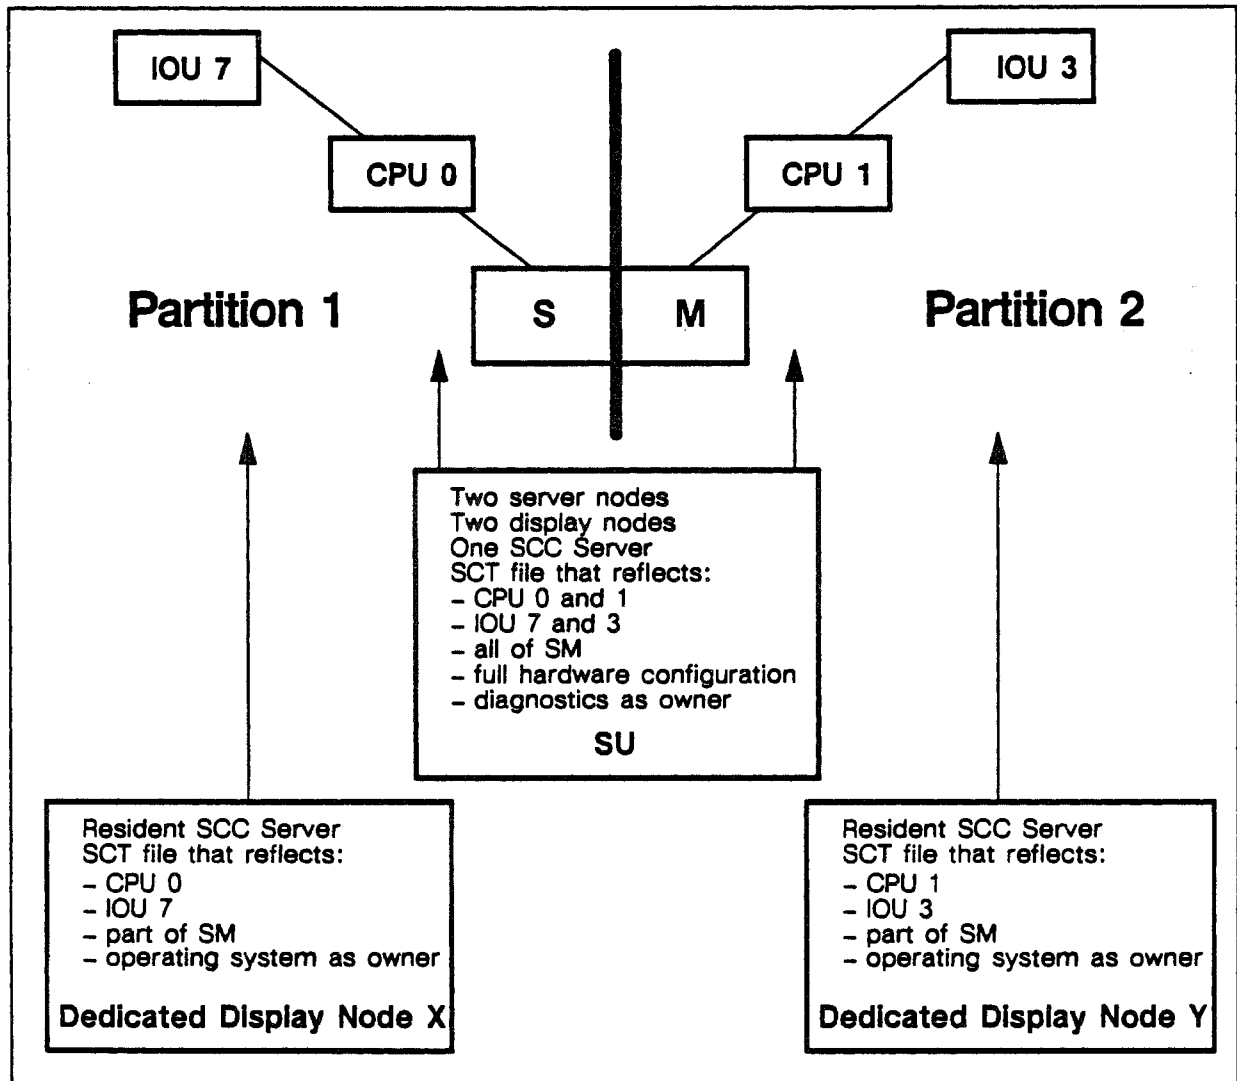 IOU 7
IOU 3
CPU 0
CPU 1
Partition 1
S
M
Partition 2
Two server nodes
Two display nodes
One SCC Server
SCT file that reflects:
– CPU 0 and 1
– IOU 7 and 3
– all of SM
– full hardware configuration
– diagnostics as owner
SU
Resident SCC Server
SCT file that reflects:
– CPU 0
– IOU 7
– part of SM
– operating system as owner
Dedicated Display Node X
Resident SCC Server
SCT file that reflects:
– CPU 1
– IOU 3
– part of SM
– operating system as owner
Dedicated Display Node Y